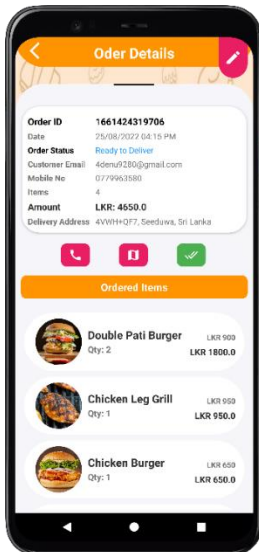 Oder Details
Order ID 1661424319706
Date 25/08/2022 04:15 PM
Order Status Ready to Deliver
Customer Email 4denu9280@gmail.com
Mobile No 0779963580
Items: 4
Amount LKR: 4650.0
Delivery Address 4VWH+QF7, Seeduwa, Sri Lanka
Ordered Items
Double Pati Burger LKR 900
Qty: 2 LKR 1800.0
Chicken Leg Grill LKR 950
Qty: 1 LKR 950.0
Chicken Burger LKR 650
Qty: 1 LKR 650.0